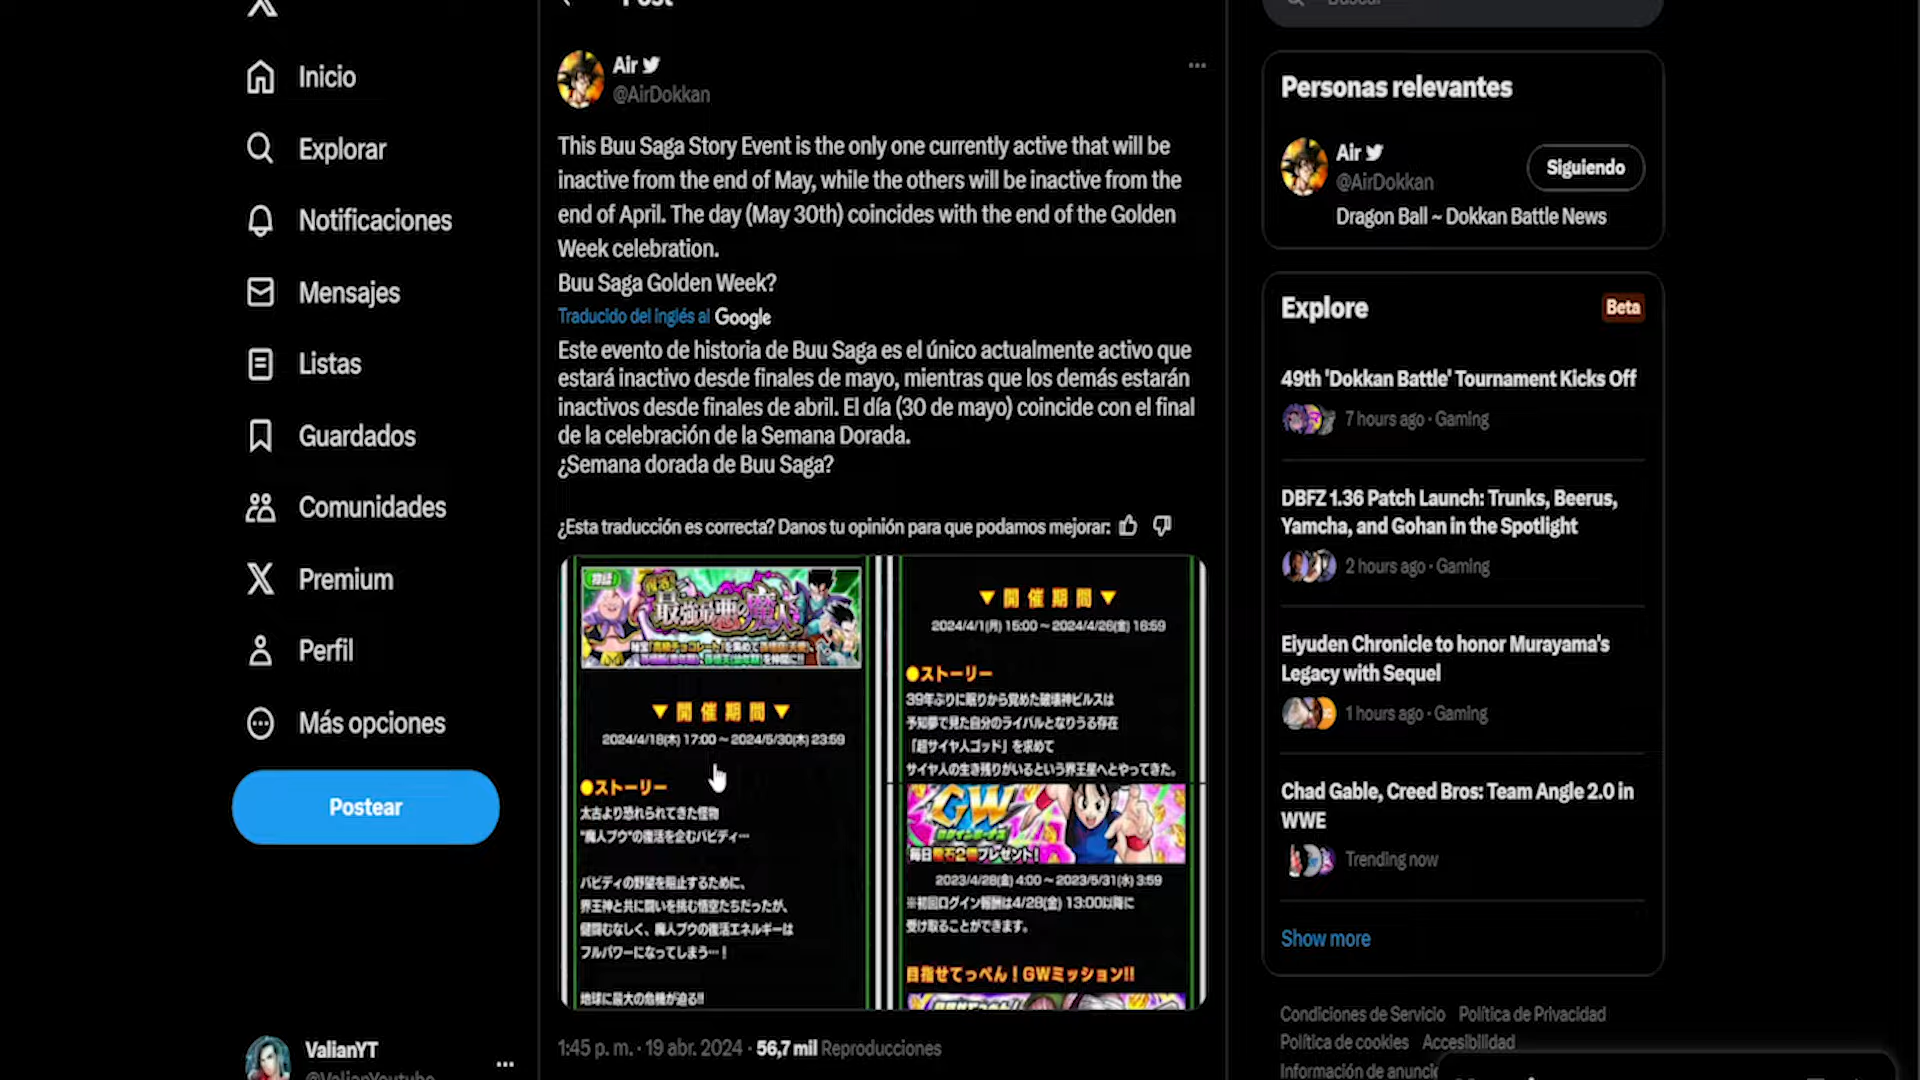 Post
Buscar
Inicio
Explorar
Notificaciones
Mensajes
Listas
Guardados
Comunidades
Premium
Perfil
Más opciones
Postear
ValianYT
@ValianYoutube
Air
@AirDokkan
This Buu Saga Story Event is the only one currently active that will be
inactive from the end of May, while the others will be inactive from the
end of April. The day (May 30th) coincides with the end of the Golden
Week celebration.
Buu Saga Golden Week?
Traducido del inglés al Google
Este evento de historia de Buu Saga es el único actualmente activo que
estará inactivo desde finales de mayo, mientras que los demás estarán
inactivos desde finales de abril. El día (30 de mayo) coincide con el final
de la celebración de la Semana Dorada.
¿Semana dorada de Buu Saga?
¿Esta traducción es correcta? Danos tu opinión para que podamos mejorar:
物語
復活!
最強最悪の魔人
▼開催期間▼
2024/4/18(木) 17:00 ~ 2024/5/30(木) 23:59
●ストーリー
太古より恐れられてきた怪物
"魔人ブウ"の復活を企むバビディ…
バビディの野望を阻止するために、
界王神と共に闘いを挑む悟空たちだったが、
健闘むなしく、魔人ブウの復活エネルギーは
フルパワーになってしまう…！
地球に最大の危機が迫る!!
▼開催期間▼
2024/4/1(月) 15:00 ~ 2024/4/26(金) 16:59
●ストーリー
39年ぶりに眠りから覚めた破壊神ビルスは
予知夢で見た自分のライバルとなりうる存在
「超サイヤ人ゴッド」を求めて
サイヤ人の生き残りがいるという界王星へとやってきた。
GW
ログインボーナス
毎日龍石2個プレゼント！
2023/4/28(金) 4:00 ~ 2023/5/31(水) 3:59
※初回ログイン報酬は4/28(金) 13:00以降に
受け取ることができます。
目指せてっぺん！GWミッション!!
1:45 p. m. · 19 abr. 2024 · 56,7 mil Reproducciones
Personas relevantes
Air
@AirDokkan
Siguiendo
Dragon Ball ~ Dokkan Battle News
Explore
Beta
49th 'Dokkan Battle' Tournament Kicks Off
7 hours ago · Gaming
DBFZ 1.36 Patch Launch: Trunks, Beerus,
Yamcha, and Gohan in the Spotlight
2 hours ago · Gaming
Eiyuden Chronicle to honor Murayama's
Legacy with Sequel
1 hours ago · Gaming
Chad Gable, Creed Bros: Team Angle 2.0 in
WWE
Trending now
Show more
Condiciones de Servicio Política de Privacidad
Política de cookies Accesibilidad
Información de anuncio